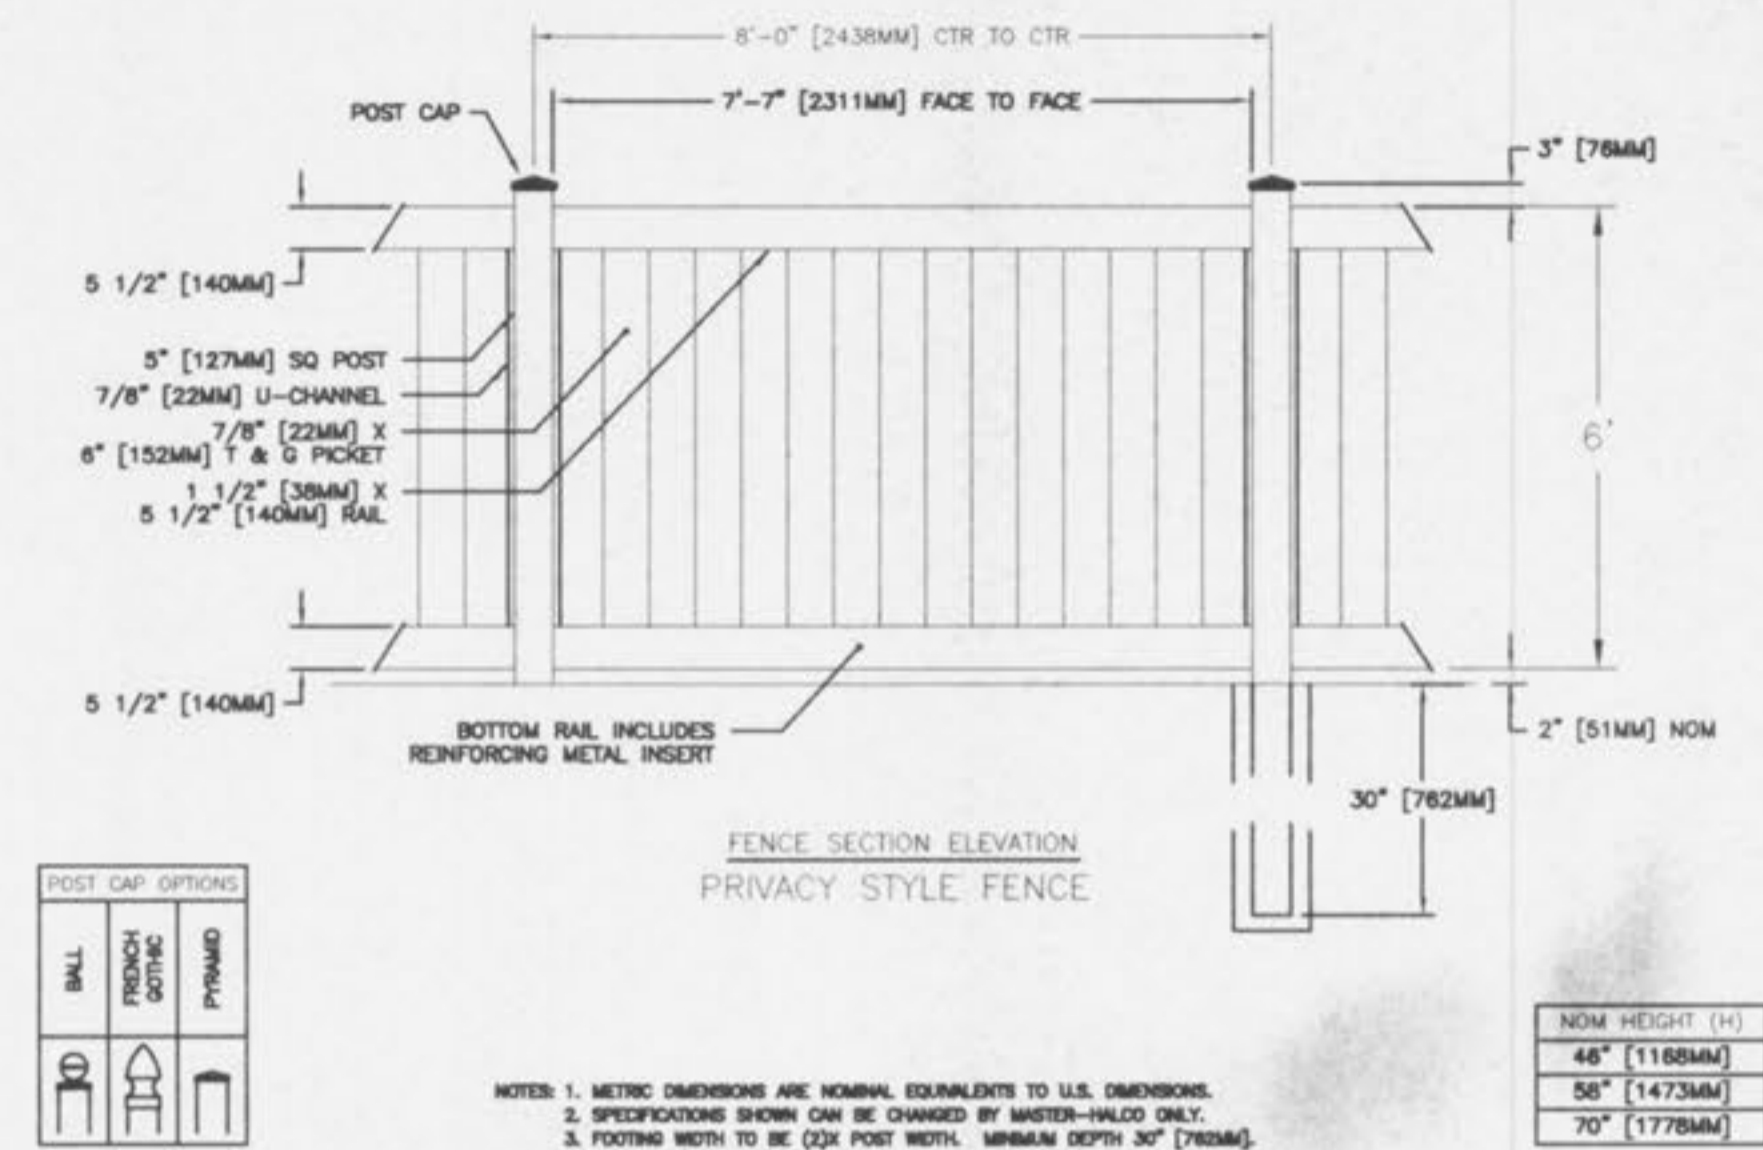 8'-0" [2438MM] CTR TO CTR
7'-7" [2311MM] FACE TO FACE
POST CAP
3" [76MM]
5 1/2" [140MM]
5" [127MM] SQ POST
7/8" [22MM] U-CHANNEL
7/8" [22MM] X
6" [152MM] T & G PICKET
1 1/2" [38MM] X
5 1/2" [140MM] RAIL
6'
5 1/2" [140MM]
BOTTOM RAIL INCLUDES
REINFORCING METAL INSERT
2" [51MM] NOM
30" [762MM]
FENCE SECTION ELEVATION
PRIVACY STYLE FENCE
POST CAP OPTIONS
BALL
FRENCH
GOTHIC
PYRAMID
NOM HEIGHT (H)
46" [1168MM]
58" [1473MM]
70" [1778MM]
NOTES: 1. METRIC DIMENSIONS ARE NOMINAL EQUIVALENTS TO U.S. DIMENSIONS.
2. SPECIFICATIONS SHOWN CAN BE CHANGED BY MASTER-HALCO ONLY.
3. FOOTING WIDTH TO BE (2)X POST WIDTH. MINIMUM DEPTH 30" [762MM].